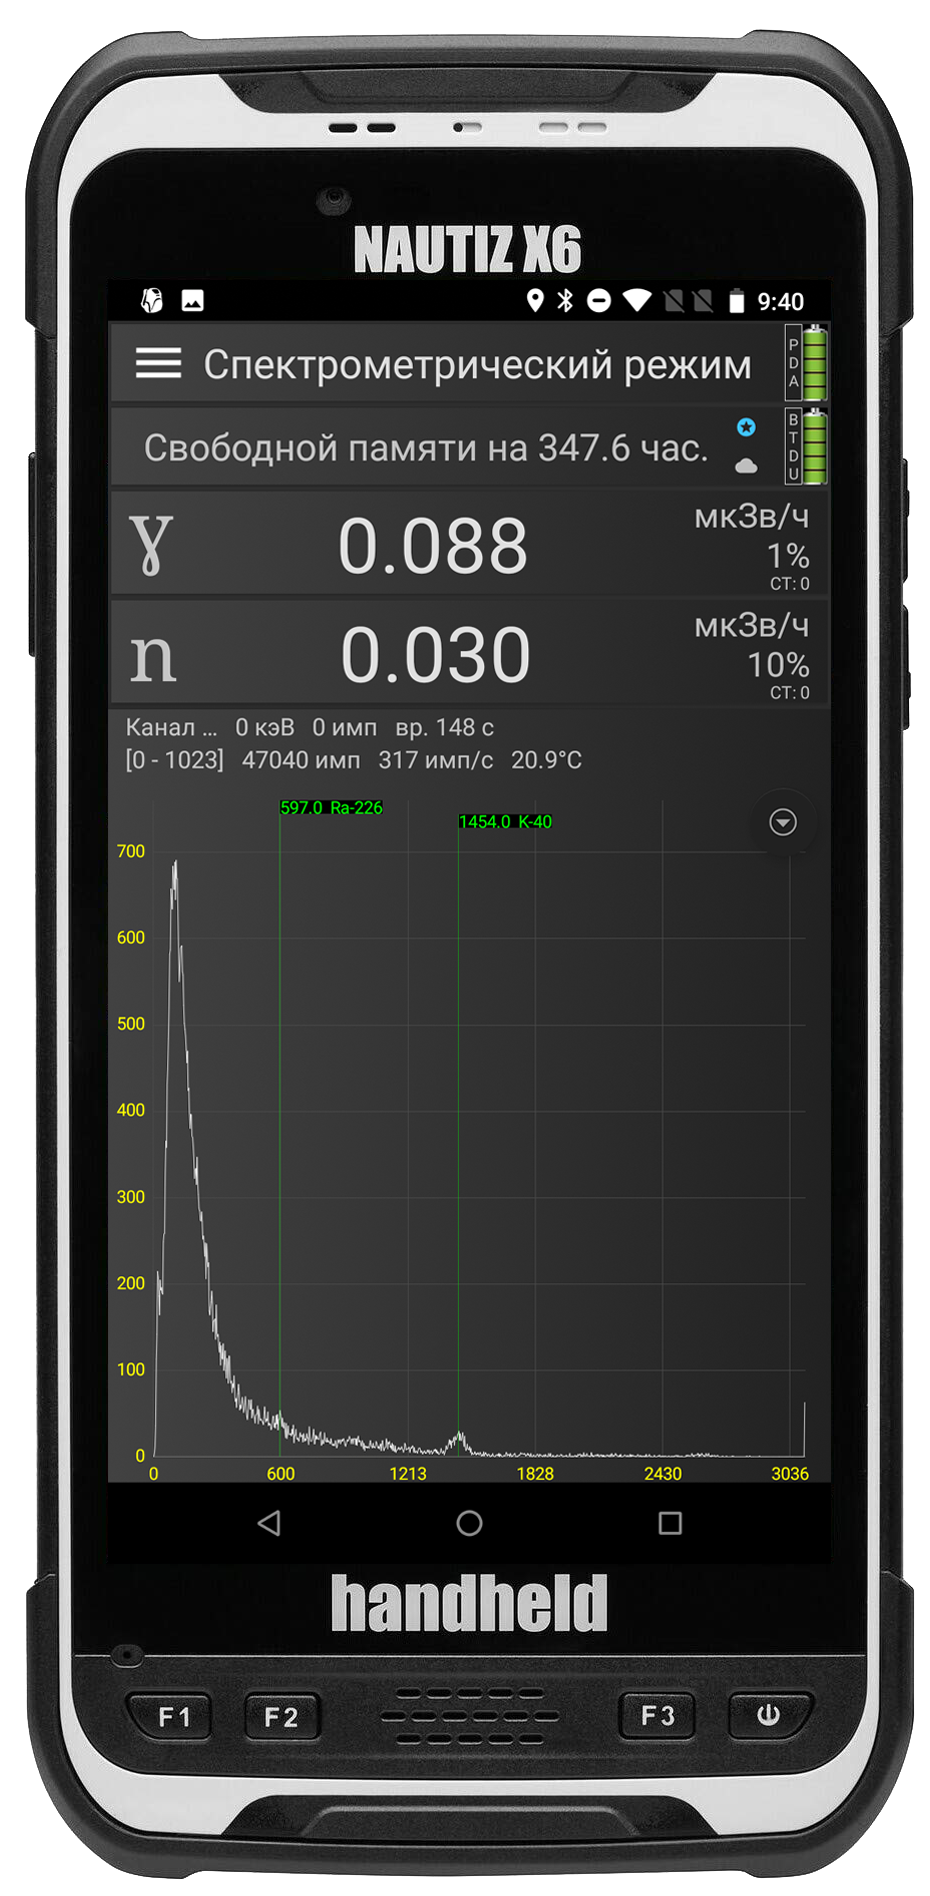 NAUTIZ X6
9:40
Спектрометрический режим
PDA
Свободной памяти на 347.6 час.
BTDU
γ 0.088 мкЗв/ч
1%
СТ: 0
n 0.030 мкЗв/ч
10%
СТ: 0
Канал ... 0 кэВ 0 имп вр. 148 с
[0 - 1023] 47040 имп 317 имп/с 20.9°C
597.0 Ra-226
1454.0 K-40
700
600
500
400
300
200
100
0
0 600 1213 1828 2430 3036
handheld
F1 F2 F3